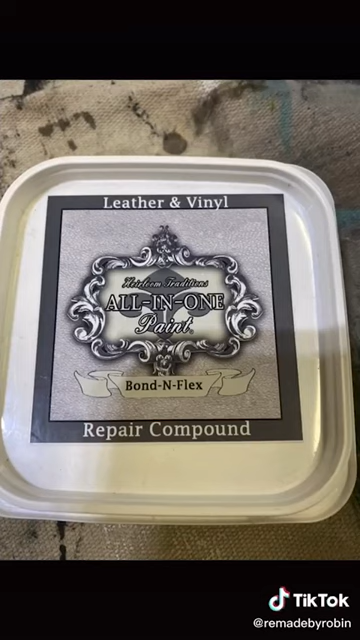 Leather & Vinyl
Heirloom Traditions
ALL-IN-ONE
Paint
Bond-N-Flex
Repair Compound
TikTok
@remadebyrobin